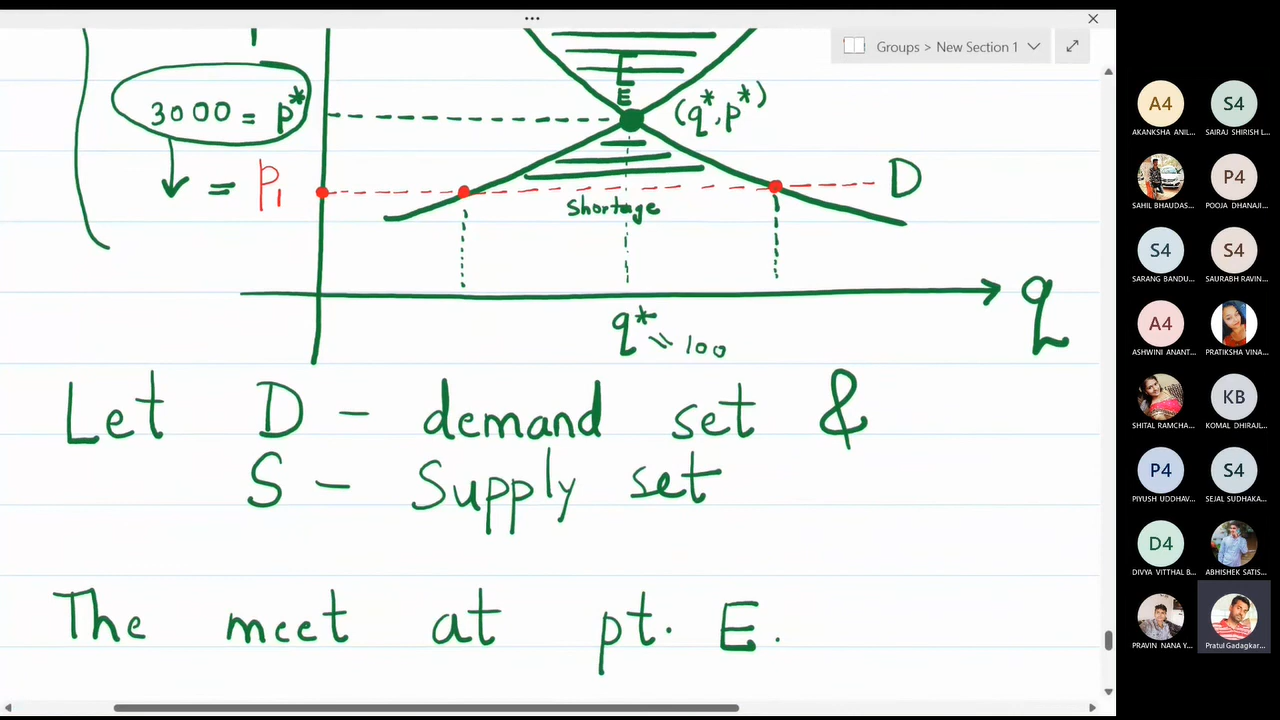 Groups > New Section 1
E
E
(q*, p*)
3000 = p*
= P₁
D
Shortage
q
q* = 100
Let D - demand set &
S - Supply set
The meet at pt. E.
A4
S4
AKANKSHA ANIL...
SAIRAJ SHIRISH L...
P4
SAHIL BHAUDAS...
POOJA DHANAJI...
S4
S4
SARANG BANDU...
SAURABH RAVIN...
A4
ASHWINI ANANT...
PRATIKSHA VINA...
KB
SHITAL RAMCHA...
KOMAL DHIRAJL...
P4
S4
PIYUSH UDDHAV...
SEJAL SUDHAKA...
D4
DIVYA VITTHAL B...
ABHISHEK SATIS...
PRAVIN NANA Y...
Pratul Gadagkar...